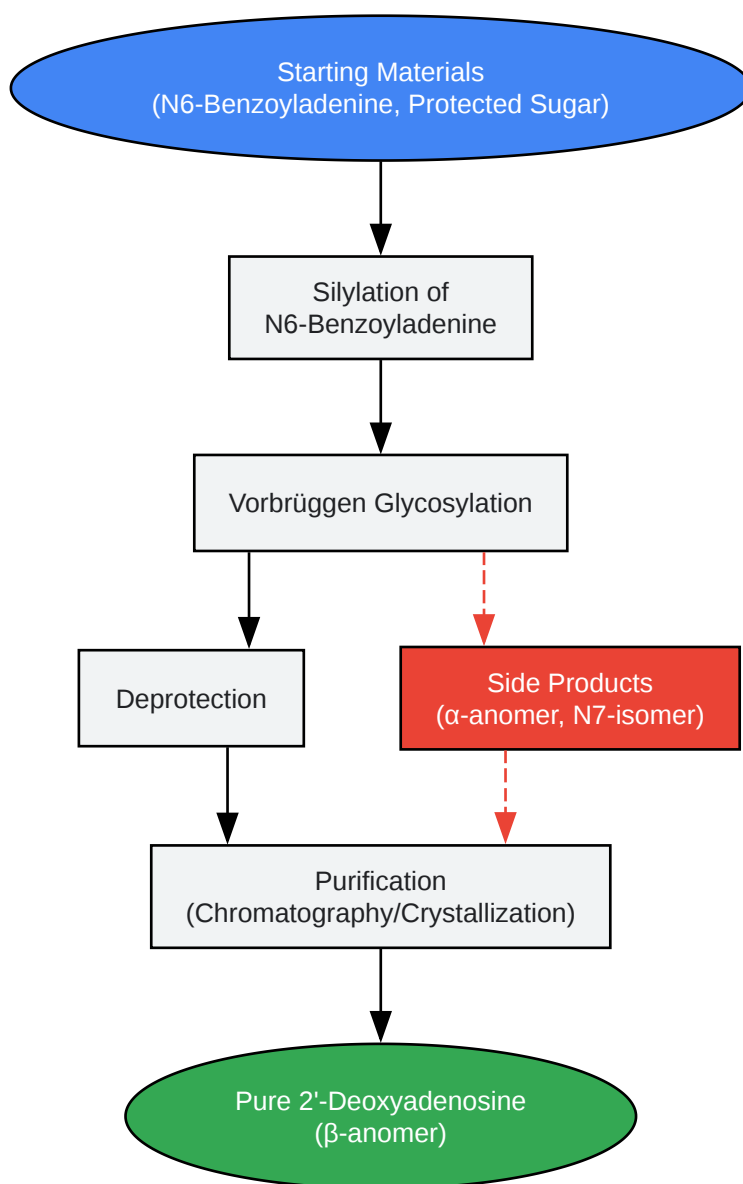 Starting Materials
(N6-Benzoyladenine, Protected Sugar)
Silylation of
N6-Benzoyladenine
Vorbrüggen Glycosylation
Deprotection
Side Products
(α-anomer, N7-isomer)
Purification
(Chromatography/Crystallization)
Pure 2'-Deoxyadenosine
(β-anomer)